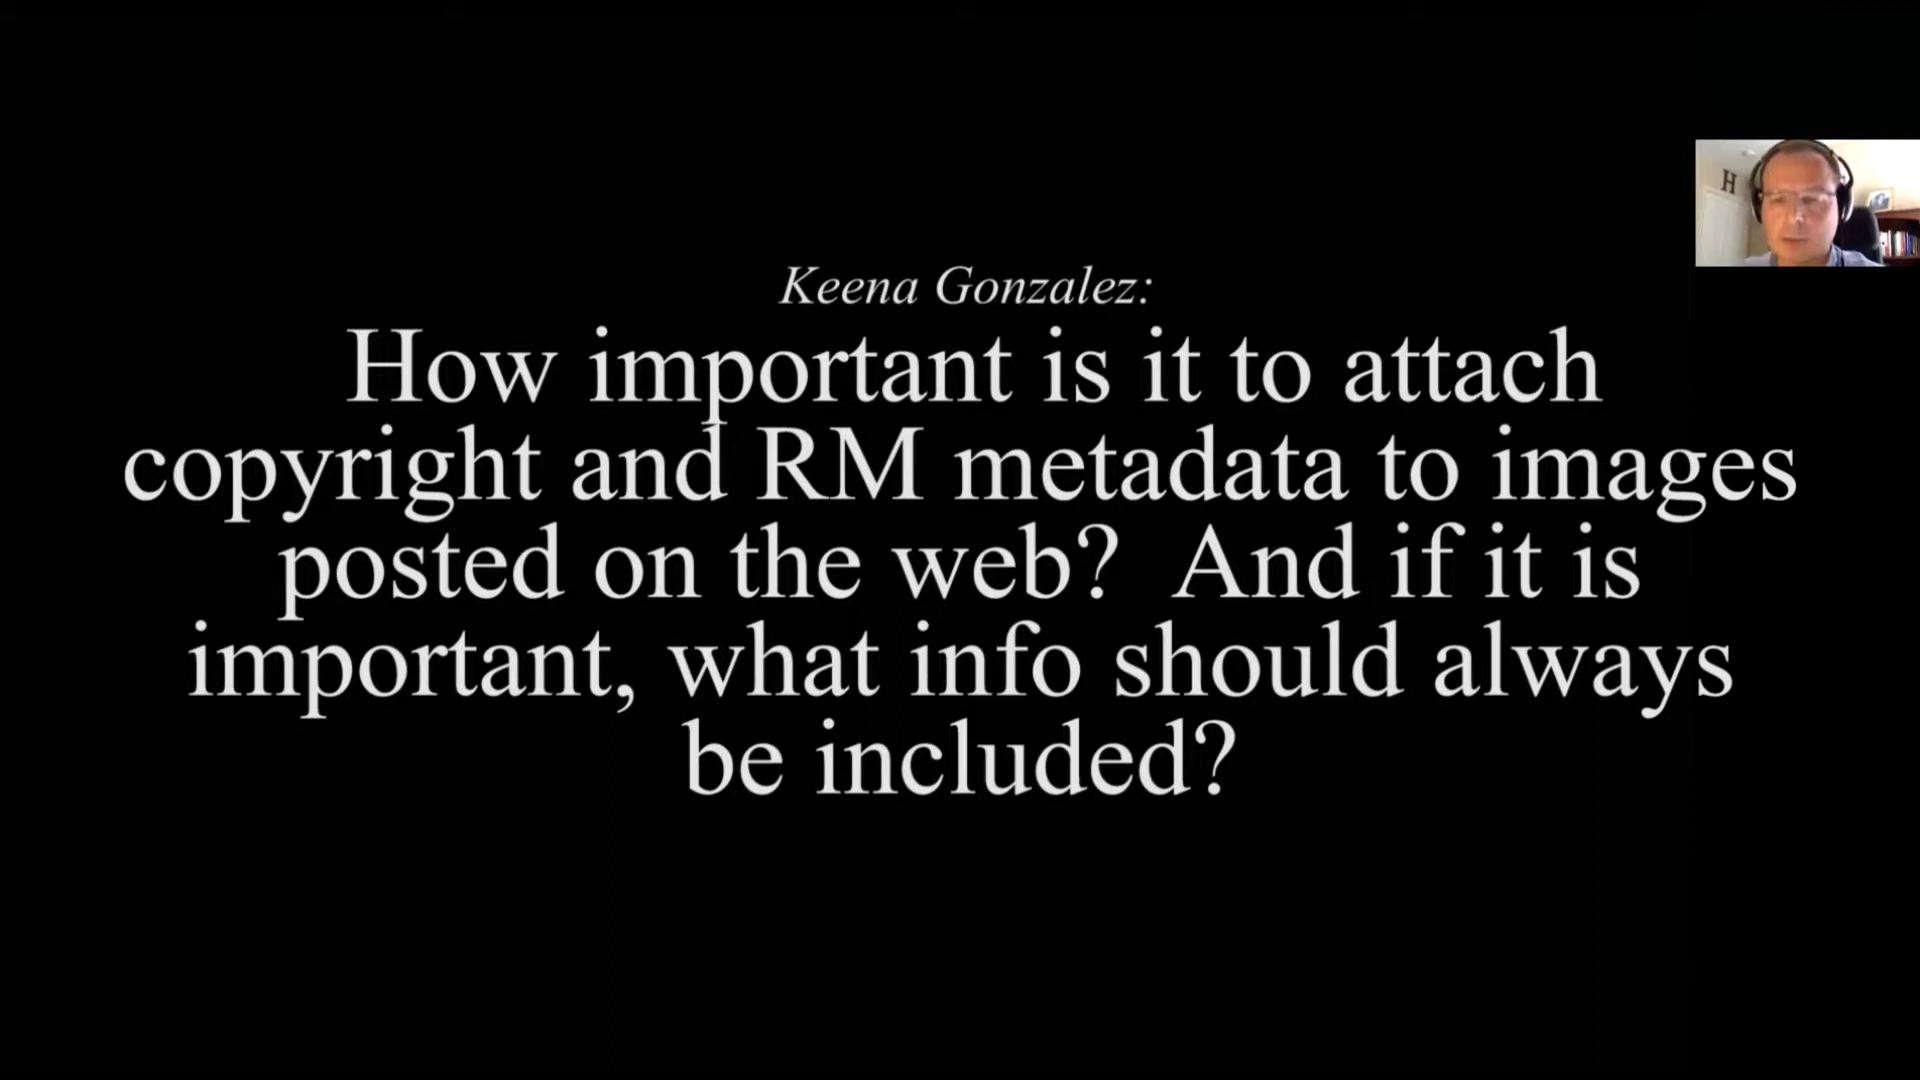 H
Keena Gonzalez:
How important is it to attach
copyright and RM metadata to images
posted on the web?  And if it is
important, what info should always
be included?